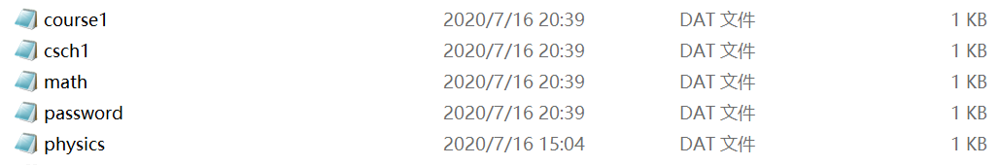 course1 2020/7/16 20:39 DAT 文件 1 KB
csch1 2020/7/16 20:39 DAT 文件 1 KB
math 2020/7/16 20:39 DAT 文件 1 KB
password 2020/7/16 20:39 DAT 文件 1 KB
physics 2020/7/16 15:04 DAT 文件 1 KB